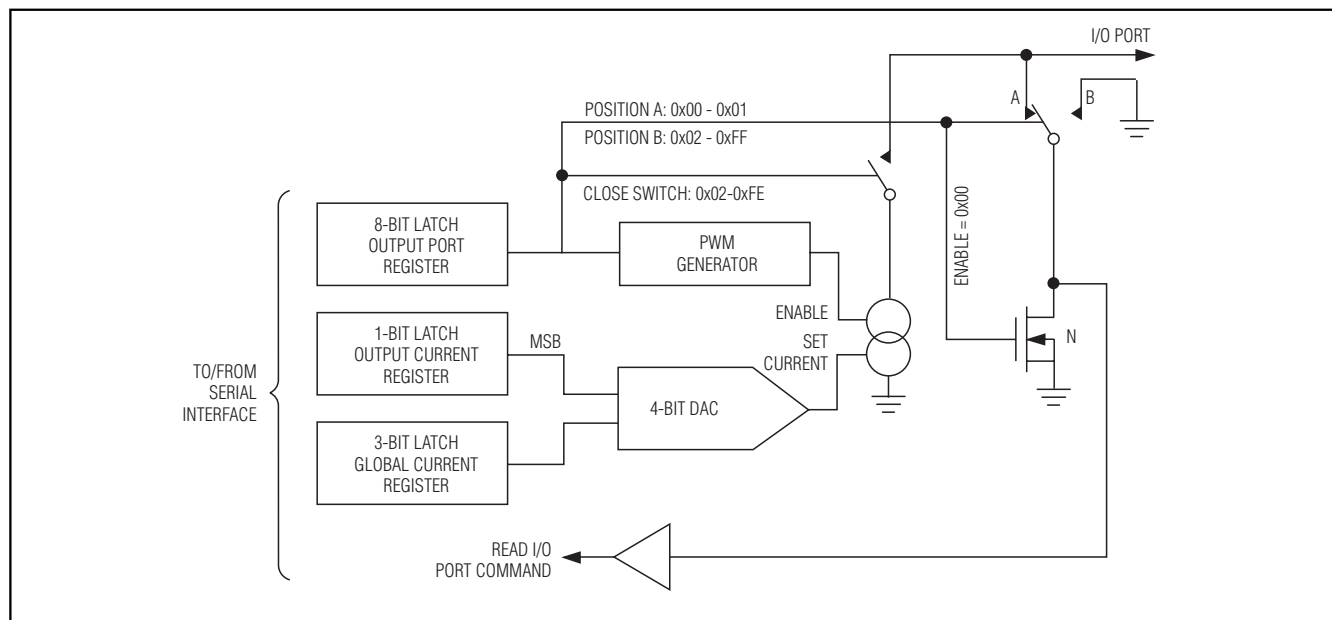 I/O PORT
A
B
POSITION A: 0x00 - 0x01
POSITION B: 0x02 - 0xFF
CLOSE SWITCH: 0x02-0xFE
ENABLE = 0x00
8-BIT LATCH
OUTPUT PORT
REGISTER
PWM
GENERATOR
ENABLE
SET
CURRENT
N
1-BIT LATCH
OUTPUT CURRENT
REGISTER
MSB
4-BIT DAC
TO/FROM
SERIAL
INTERFACE
3-BIT LATCH
GLOBAL CURRENT
REGISTER
READ I/O
PORT COMMAND